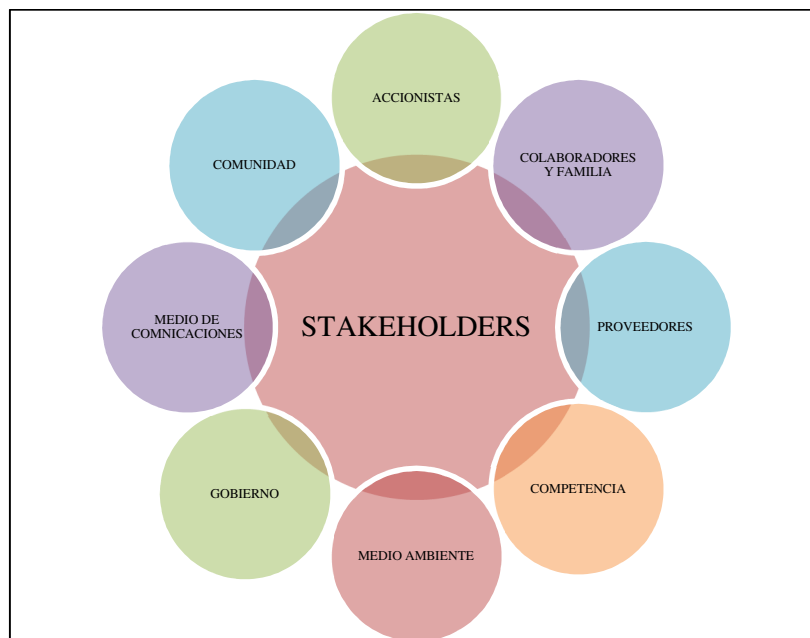 ACCIONISTAS
COLABORADORES
Y FAMILIA
PROVEEDORES
COMPETENCIA
MEDIO AMBIENTE
GOBIERNO
MEDIO DE
COMNICACIONES
COMUNIDAD
STAKEHOLDERS